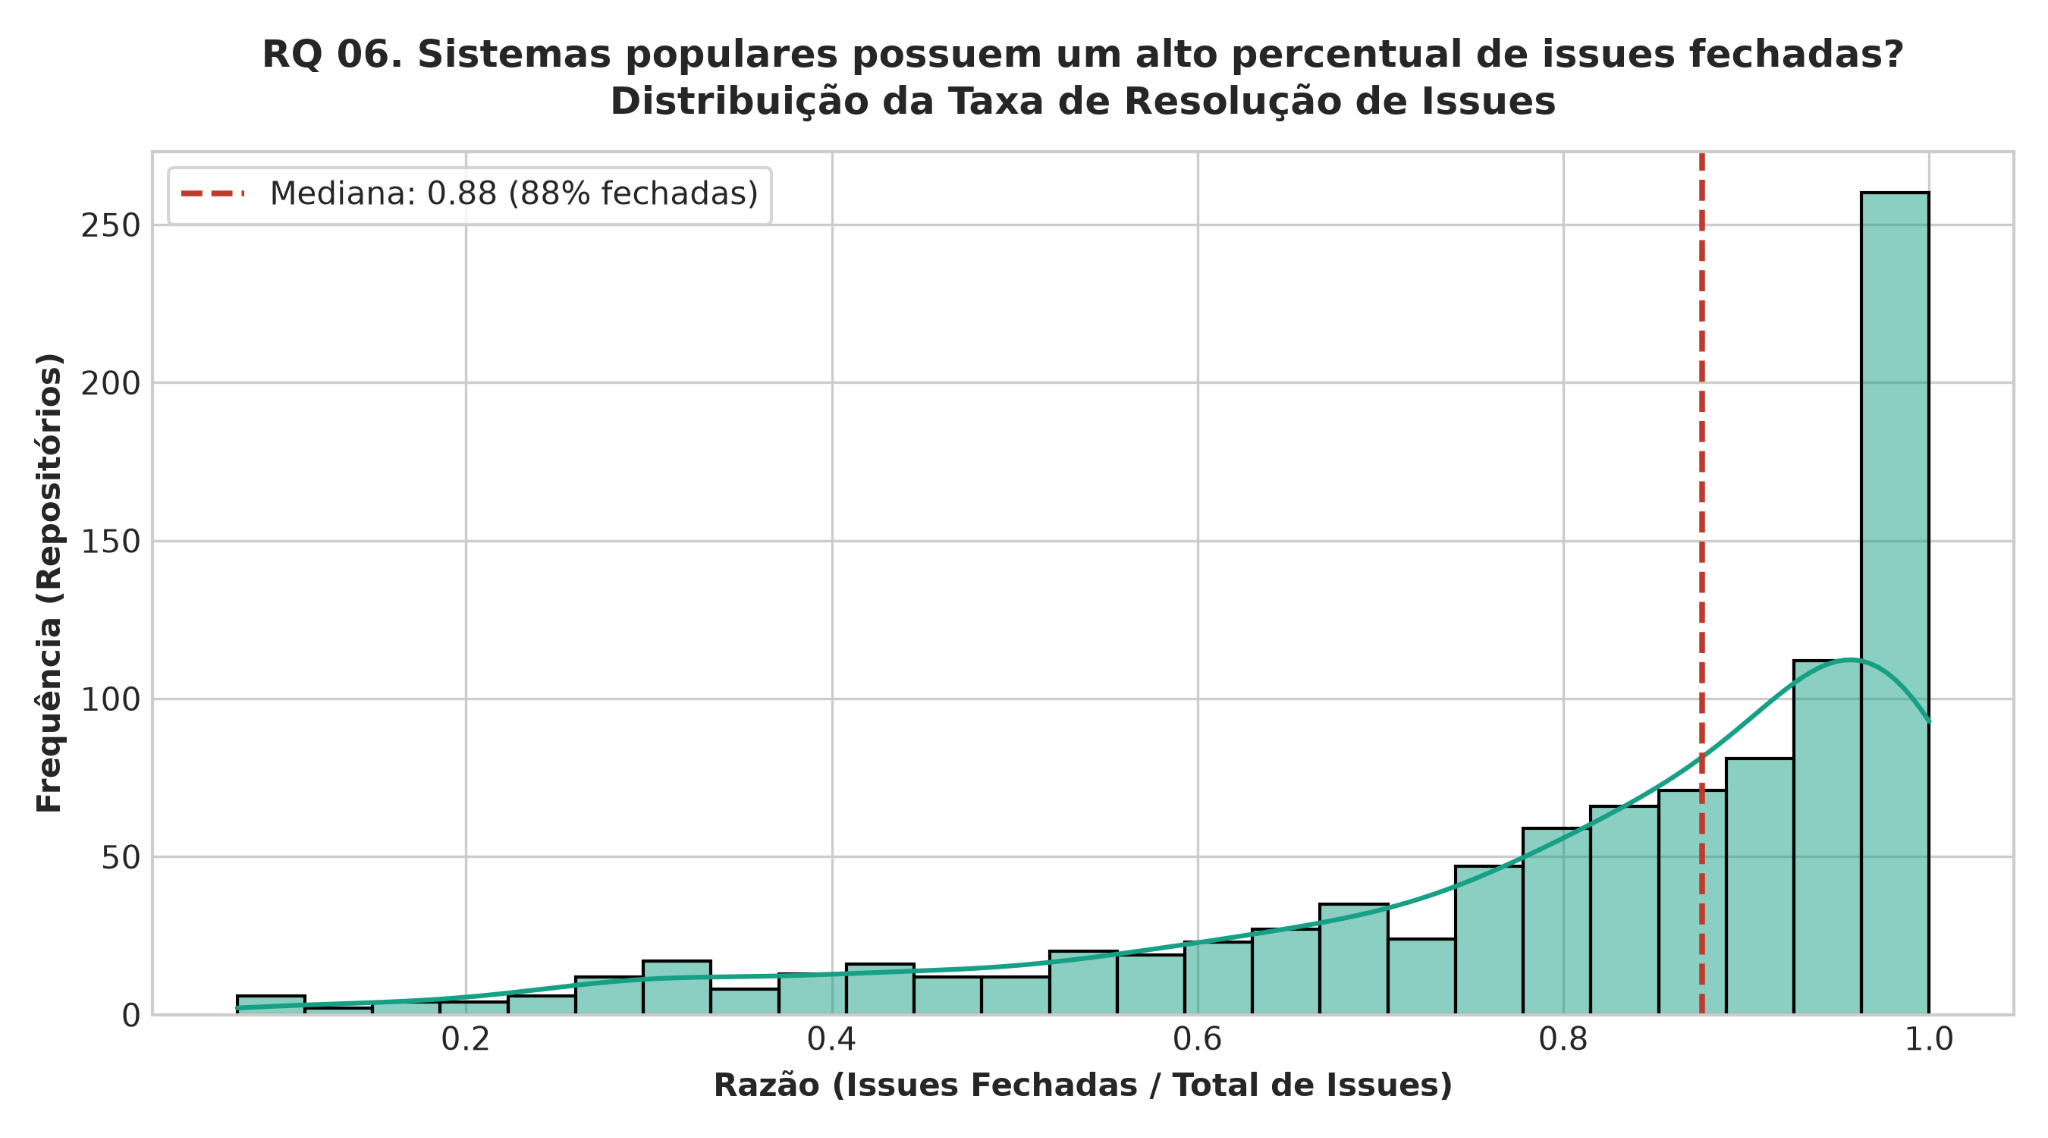 RQ 06. Sistemas populares possuem um alto percentual de issues fechadas?
Distribuição da Taxa de Resolução de Issues
Mediana: 0.88 (88% fechadas)
Frequência (Repositórios)
250
200
150
100
50
0
0.2 0.4 0.6 0.8 1.0
Razão (Issues Fechadas / Total de Issues)